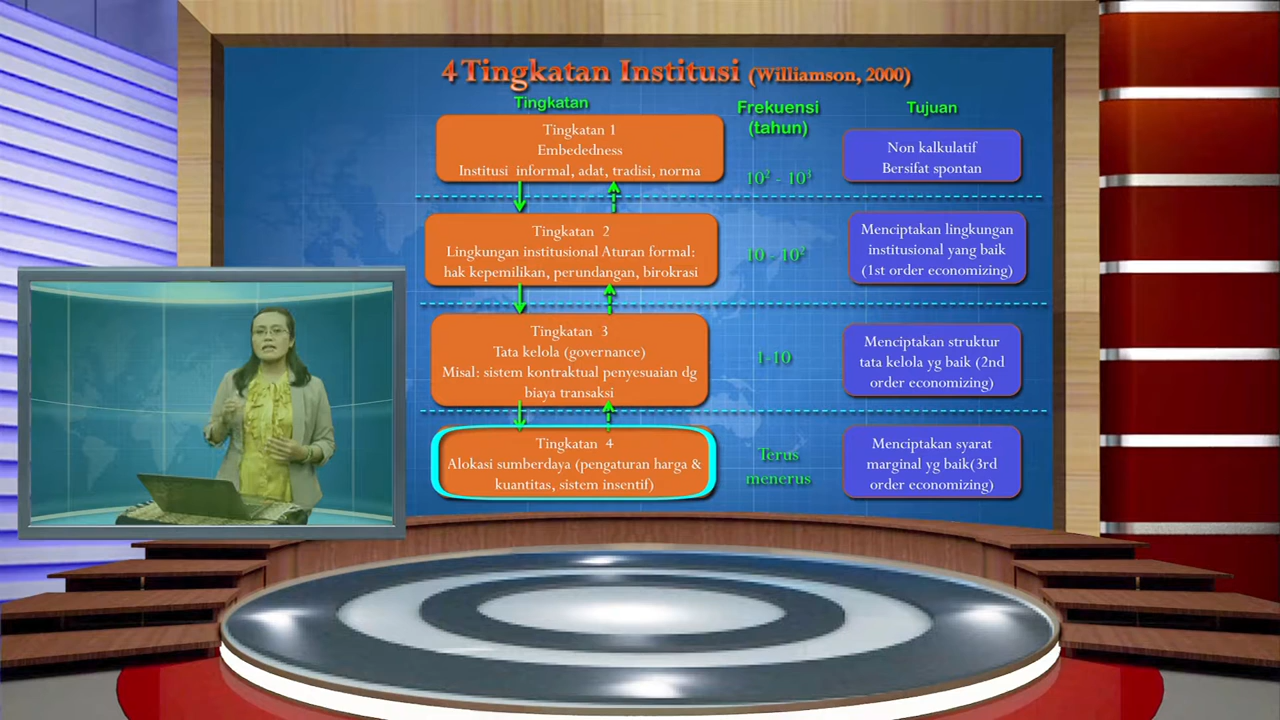 4 Tingkatan Institusi (Williamson, 2000)
Tingkatan
Frekuensi
(tahun)
Tujuan
Tingkatan 1
Embededness
Institusi informal, adat, tradisi, norma
10² - 10³
Non kalkulatif
Bersifat spontan
Tingkatan 2
Lingkungan institusional Aturan formal:
hak kepemilikan, perundangan, birokrasi
10 - 10²
Menciptakan lingkungan
institusional yang baik
(1st order economizing)
Tingkatan 3
Tata kelola (governance)
Misal: sistem kontraktual penyesuaian dg
biaya transaksi
1-10
Menciptakan struktur
tata kelola yg baik (2nd
order economizing)
Tingkatan 4
Alokasi sumberdaya (pengaturan harga &
kuantitas, sistem insentif)
Terus
menerus
Menciptakan syarat
marginal yg baik(3rd
order economizing)